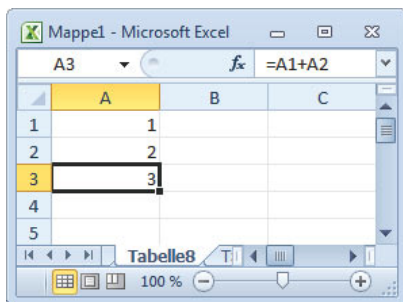 Mappe1 - Microsoft Excel
A3 fx =A1+A2
A B C
1 1
2 2
3 3
4
5
Tabelle8 T
100 %